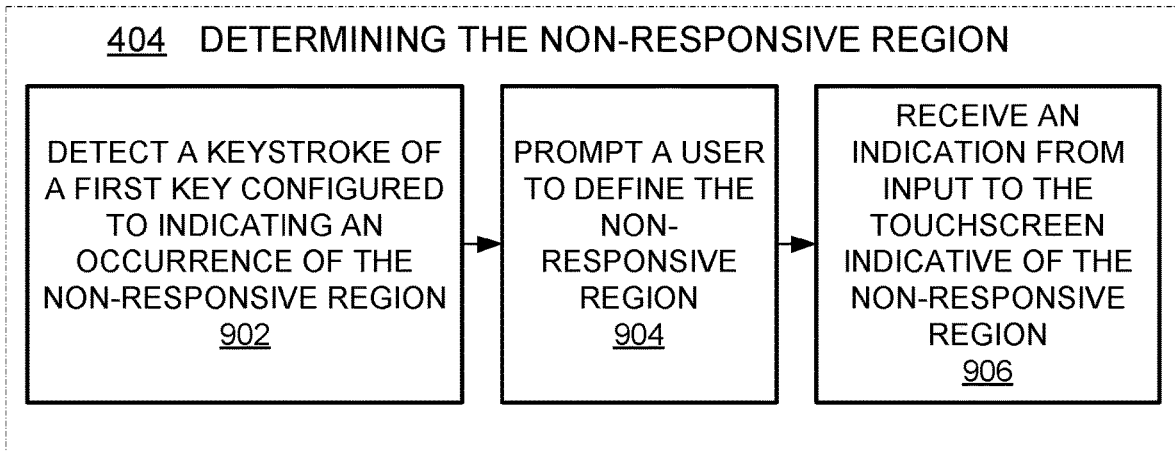 404 DETERMINING THE NON-RESPONSIVE REGION
DETECT A KEYSTROKE OF
A FIRST KEY CONFIGURED
TO INDICATING AN
OCCURRENCE OF THE
NON-RESPONSIVE REGION
902
PROMPT A USER
TO DEFINE THE
NON-
RESPONSIVE
REGION
904
RECEIVE AN
INDICATION FROM
INPUT TO THE
TOUCHSCREEN
INDICATIVE OF THE
NON-RESPONSIVE
REGION
906